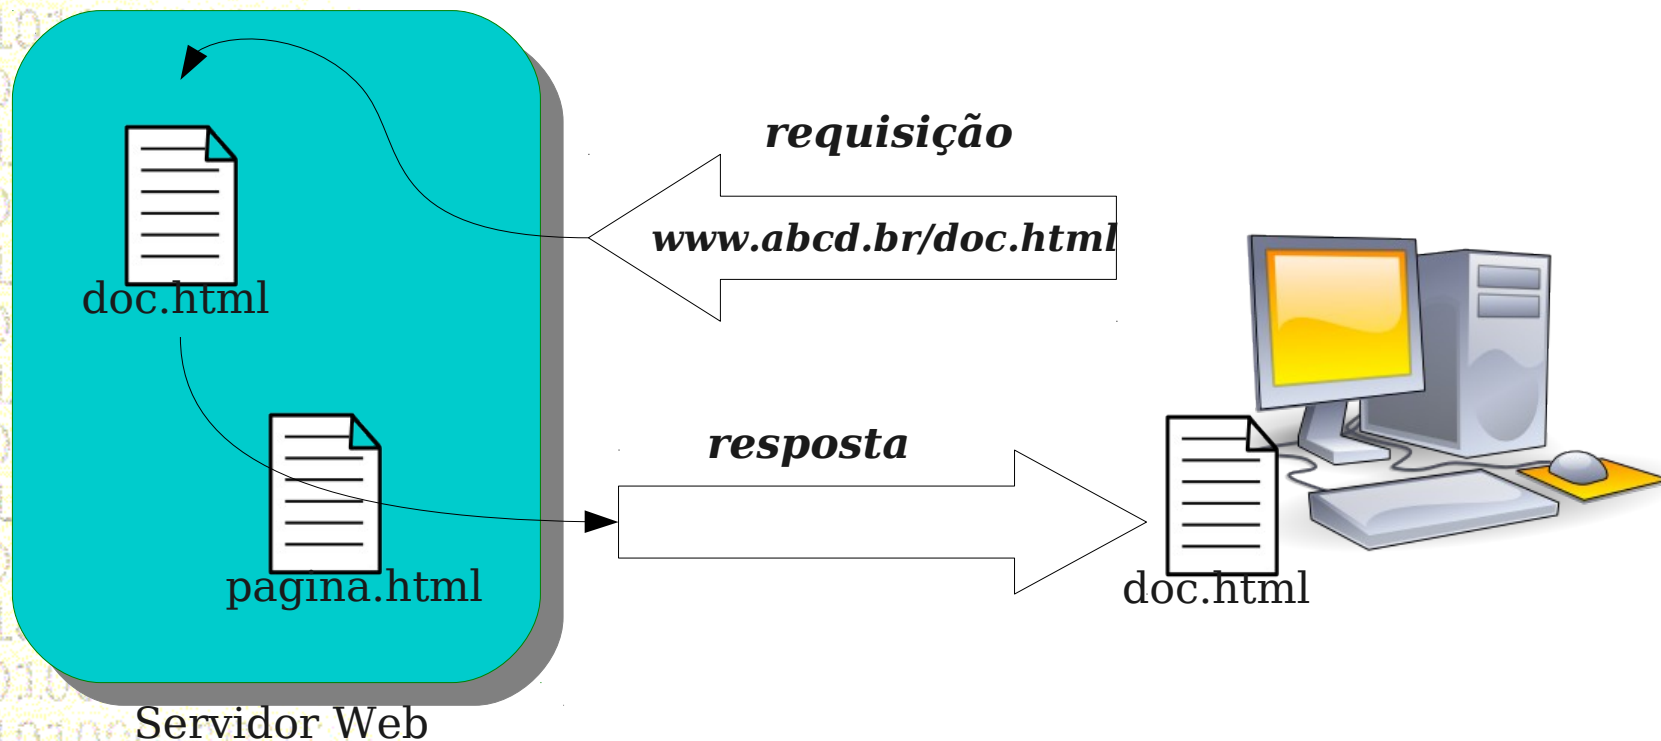 requisição
www.abcd.br/doc.html
doc.html
resposta
pagina.html
doc.html
Servidor Web